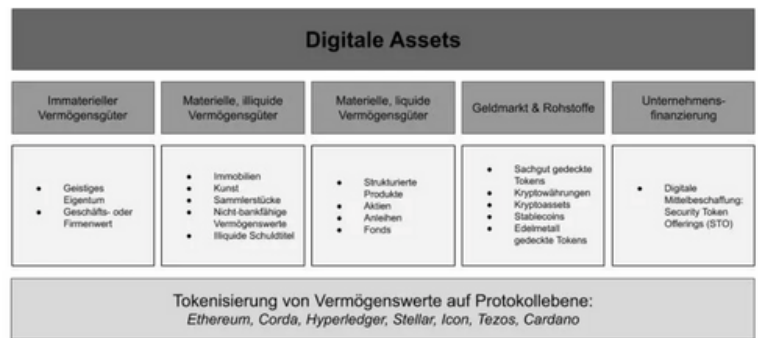 Digitale Assets
Immaterieller
Vermögensgüter
Materielle, illiquide
Vermögensgüter
Materielle, liquide
Vermögensgüter
Geldmarkt & Rohstoffe
Unternehmens-
finanzierung
● Geistiges
Eigentum
● Geschäfts- oder
Firmenwert
● Immobilien
● Kunst
● Sammlerstücke
● Nicht-bankfähige
Vermögenswerte
● Illiquide Schuldtitel
● Strukturierte
Produkte
● Aktien
● Anleihen
● Fonds
● Sachgut gedeckte
Tokens
● Kryptowährungen
● Kryptoassets
● Stablecoins
● Edelmetall
gedeckte Tokens
● Digitale
Mittelbeschaffung:
Security Token
Offerings (STO)
Tokenisierung von Vermögenswerte auf Protokollebene:
Ethereum, Corda, Hyperledger, Stellar, Icon, Tezos, Cardano